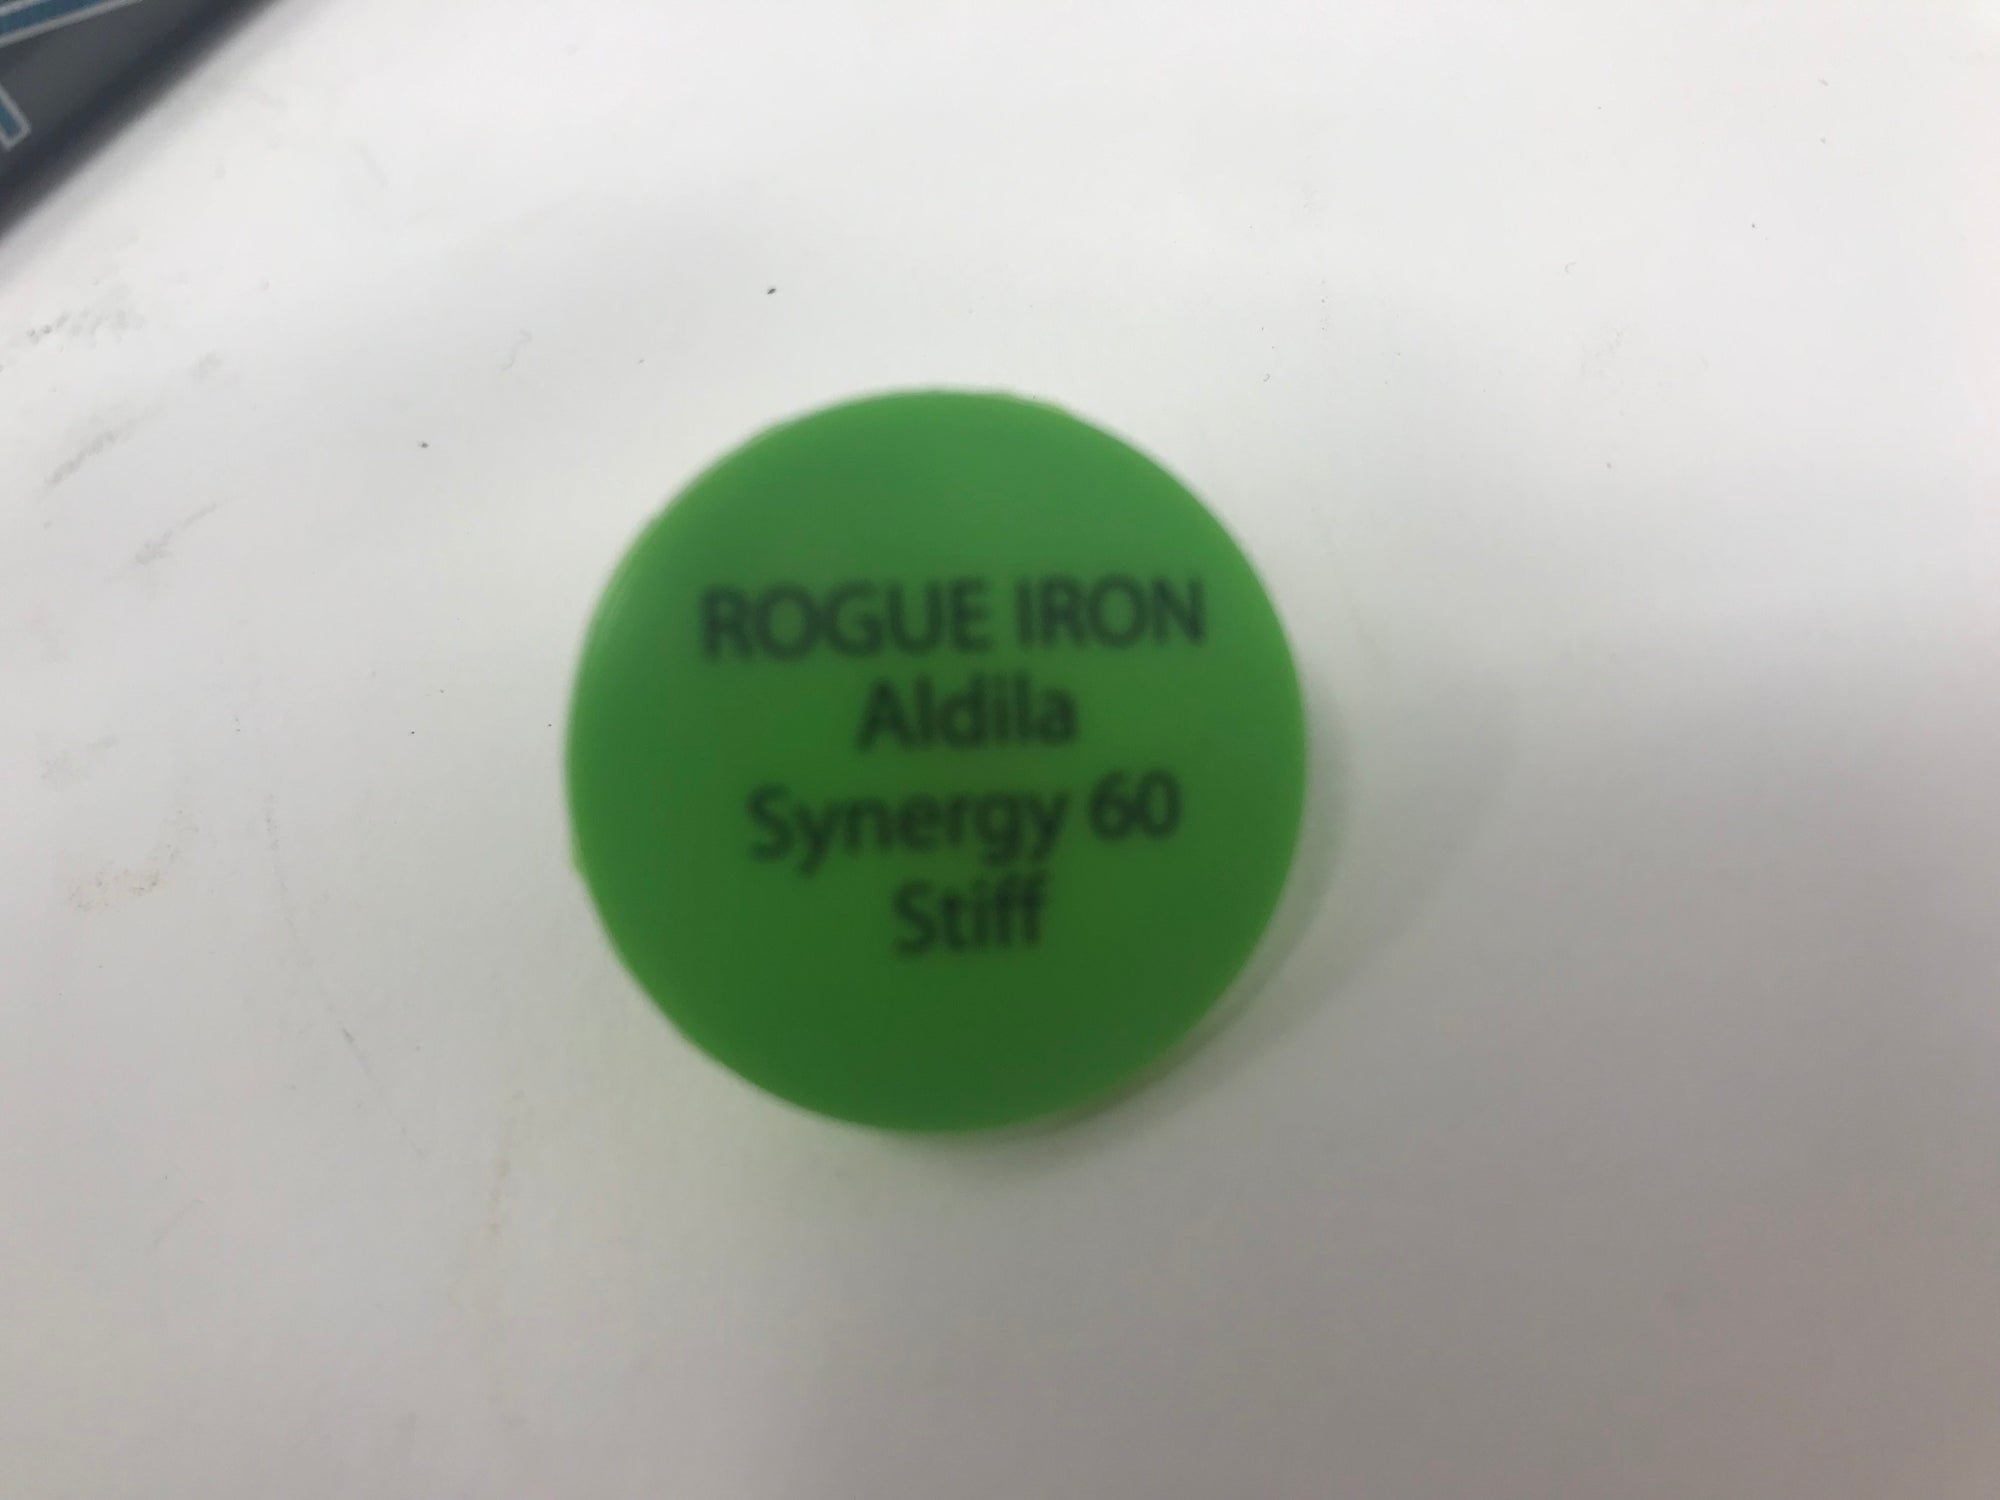 ROGUE IRON
Aldila
Synergy 60
Stiff